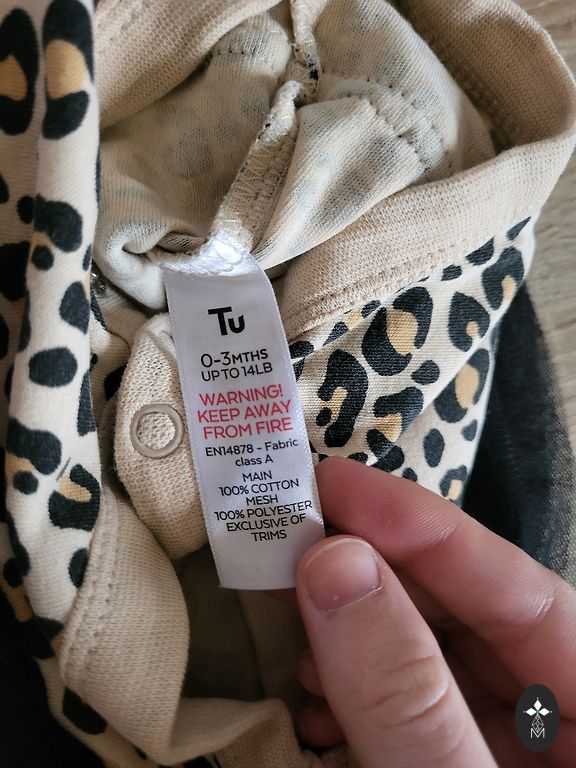 Tu
0-3MTHS
UP TO 14LB
WARNING!
KEEP AWAY
FROM FIRE
EN14878 - Fabric
class A
MAIN
100% COTTON
MESH
100% POLYESTER
EXCLUSIVE OF
TRIMS
M